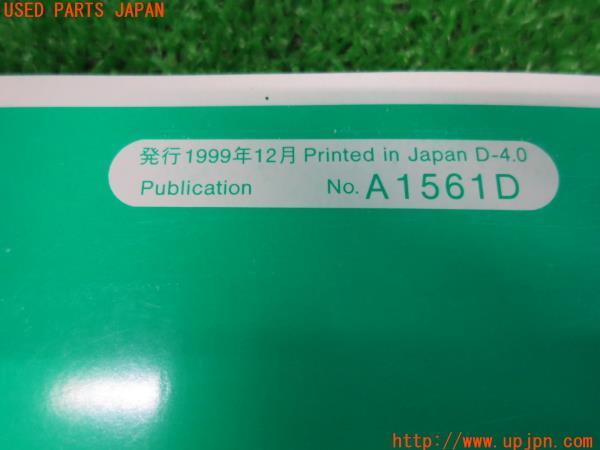 USED PARTS JAPAN
発行1999年12月 Printed in Japan D-4.0
Publication No. A1561D
http://www.upjpn.com/